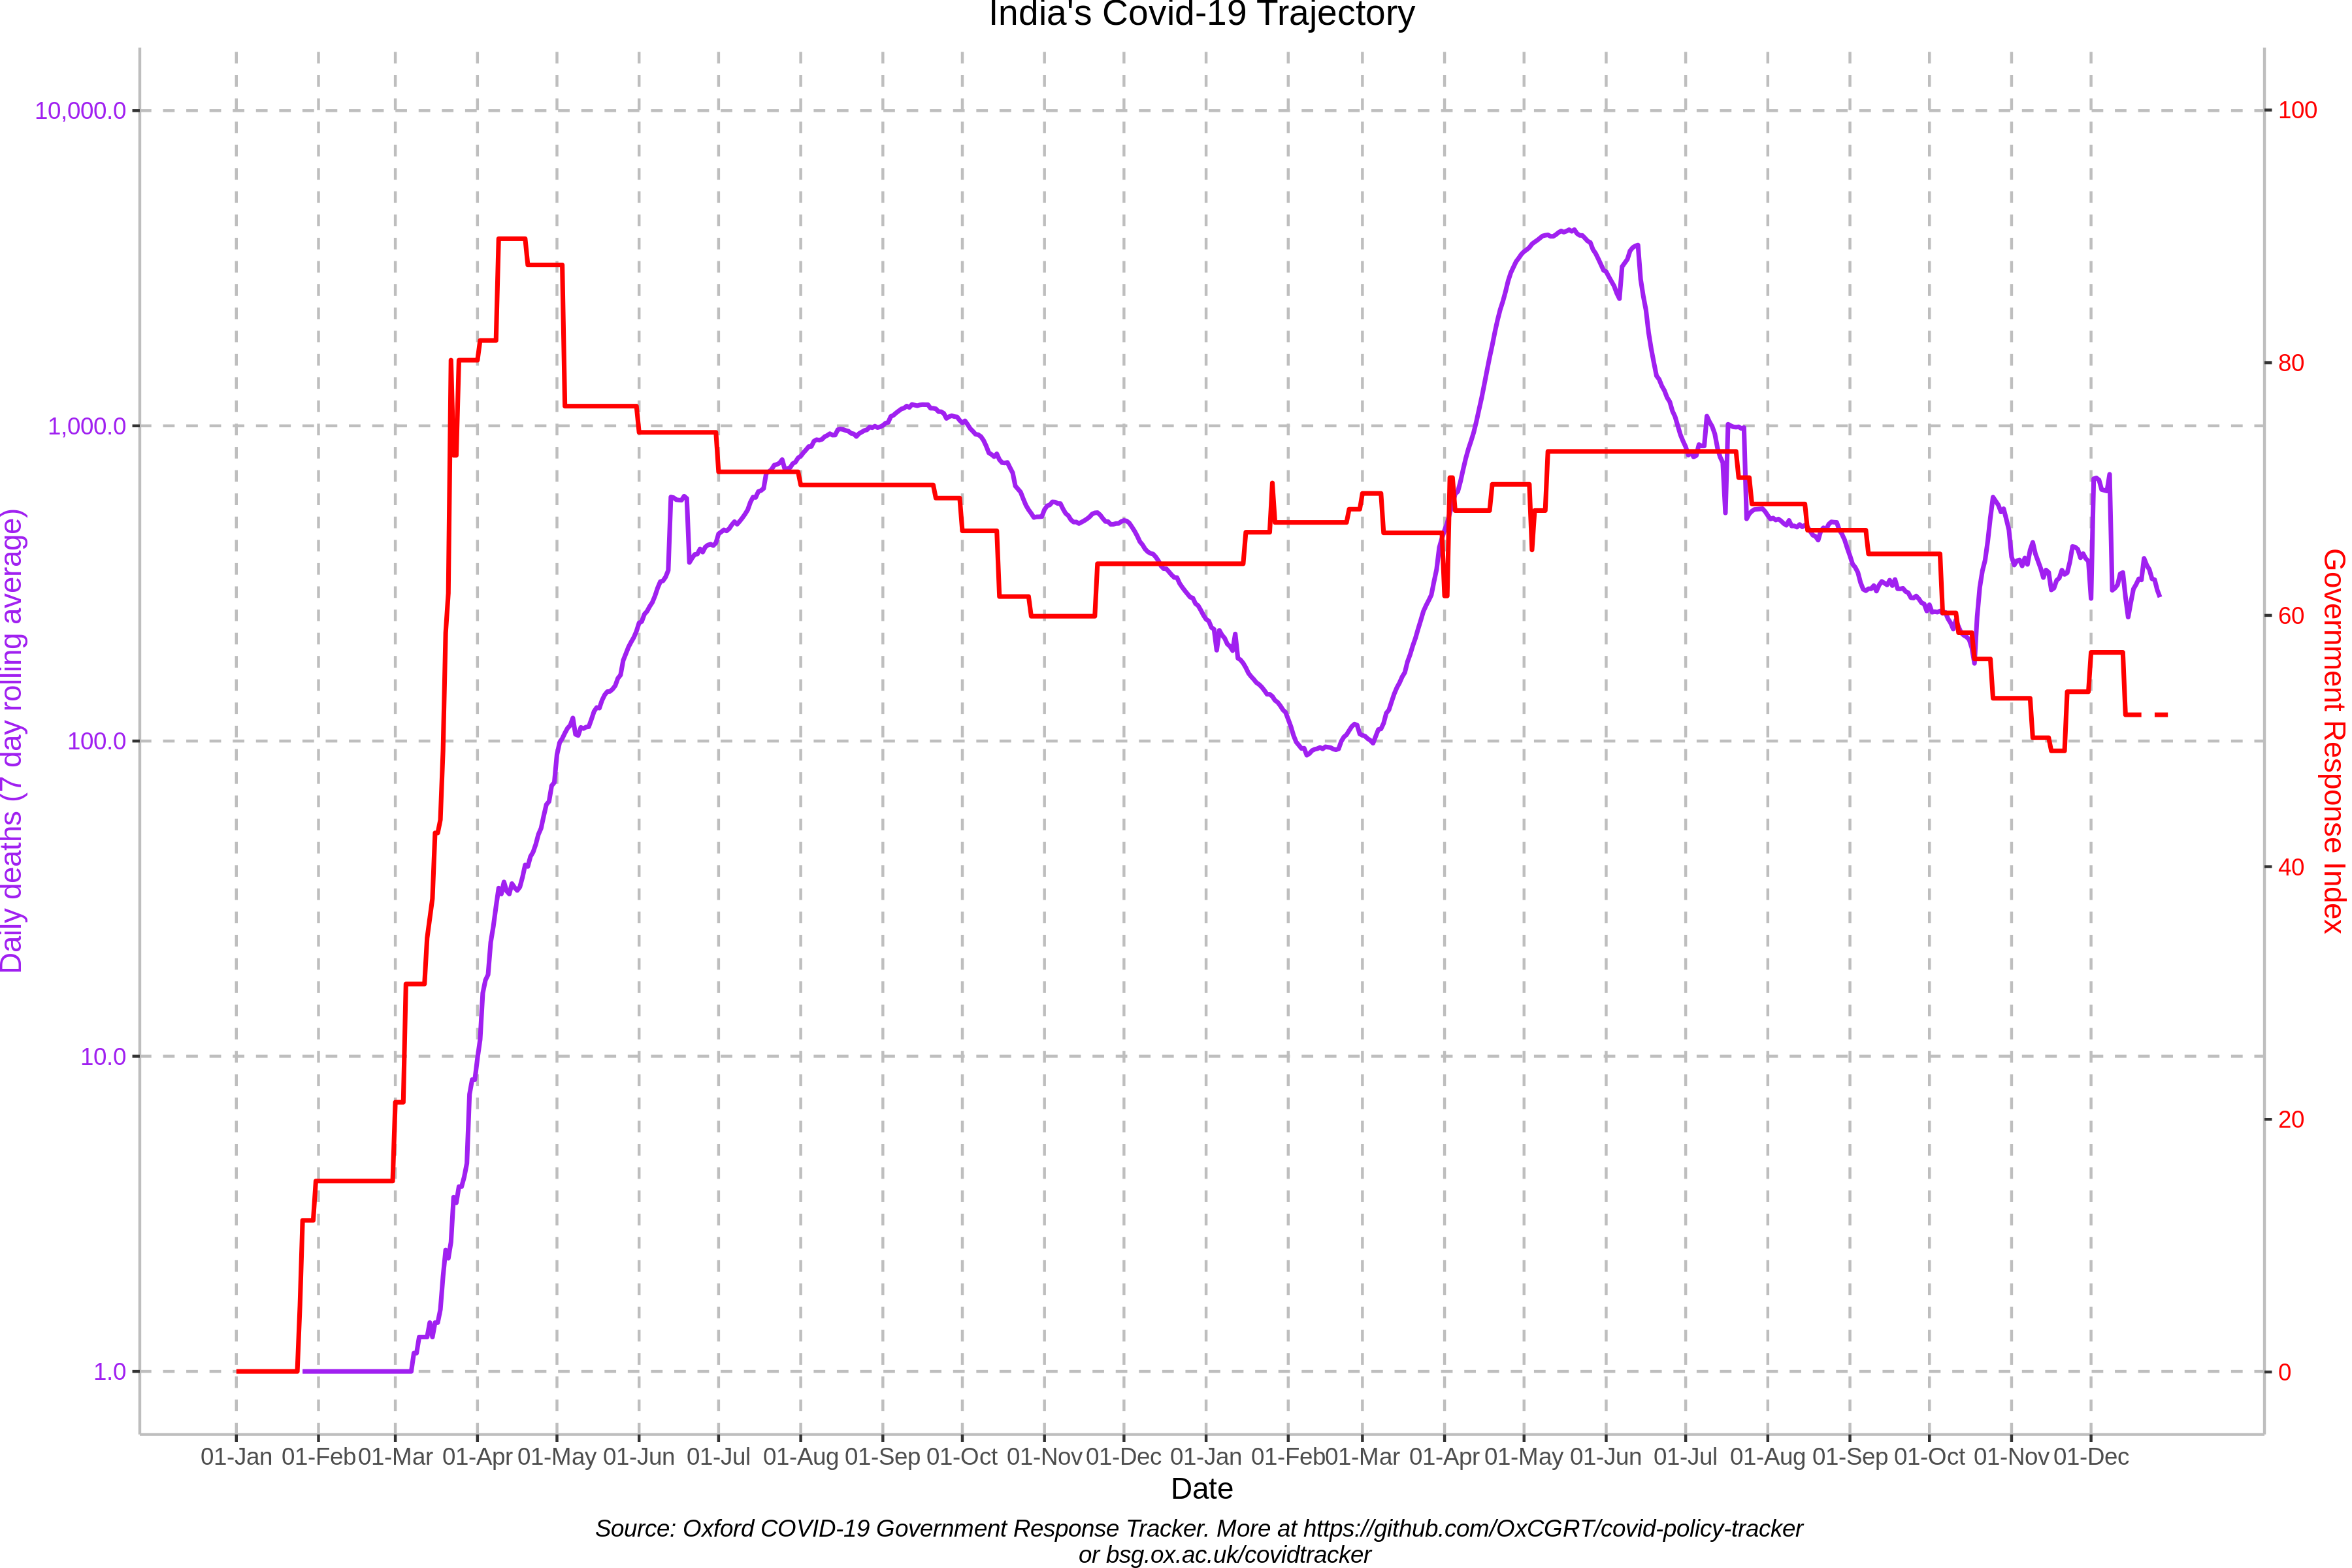 India's Covid-19 Trajectory
10,000.0
1,000.0
100.0
10.0
1.0
Daily deaths (7 day rolling average)
100
80
60
40
20
0
Government Response Index
01-Jan 01-Feb 01-Mar 01-Apr 01-May 01-Jun 01-Jul 01-Aug 01-Sep 01-Oct 01-Nov 01-Dec 01-Jan 01-Feb 01-Mar 01-Apr 01-May 01-Jun 01-Jul 01-Aug 01-Sep 01-Oct 01-Nov 01-Dec
Date
Source: Oxford COVID-19 Government Response Tracker. More at https://github.com/OxCGRT/covid-policy-tracker
or bsg.ox.ac.uk/covidtracker